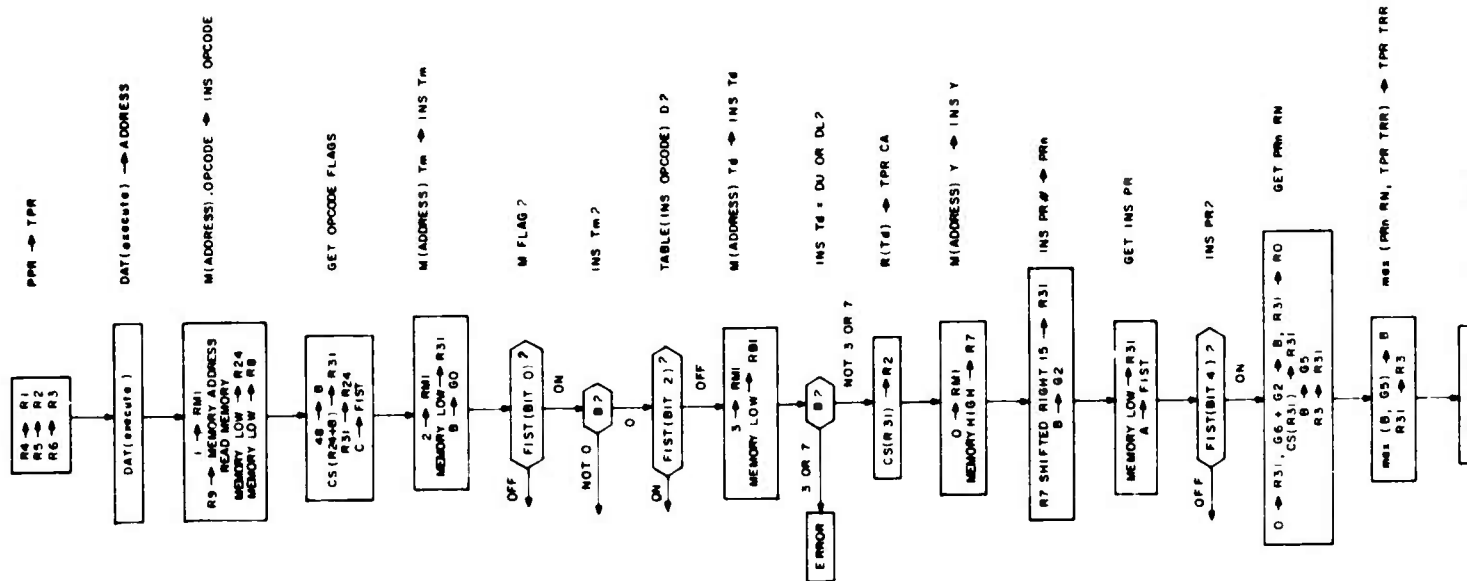 R4 → R1
R5 → R2
R6 → R3
PPR → TPR
DAT(execute)
DAT(execute) → ADDRESS
1 → RM1
R9 → MEMORY ADDRESS
READ MEMORY
MEMORY LOW → R24
MEMORY LOW → R8
M(ADDRESS).OPCODE → INS OPCODE
48 → B
CS(R24+B) → R31
R31 → R24
C → FIST
GET OPCODE FLAGS
2 → RM1
MEMORY LOW → R31
B → G0
M(ADDRESS) Tm → INS Tm
FIST(BIT 0)?
M FLAG?
OFF
ON
B?
INS Tm?
NOT 0
0
FIST(BIT 2)?
TABLE(INS OPCODE) D?
ON
OFF
3 → RM1
MEMORY LOW → R31
M(ADDRESS) Td → INS Td
B?
INS Td = DU OR DL?
3 OR 7
NOT 3 OR 7
ERROR
CS(R31) → R2
R(Td) → TPR CA
0 → RM1
MEMORY HIGH → R7
M(ADDRESS) Y → INS Y
R7 SHIFTED RIGHT 15 → R31
B → G2
INS PR# → PRn
MEMORY LOW → R31
A → FIST
GET INS PR
FIST(BIT 4)?
INS PR?
OFF
ON
0 → R31, G6 + G2 → B, R31 → R0
CS(R31) → R31
B → G5
R3 → R31
GET PRn RN
max (B, G5) → B
R31 → R3
max (PRn RN, TPR TRR) → TPR TRR